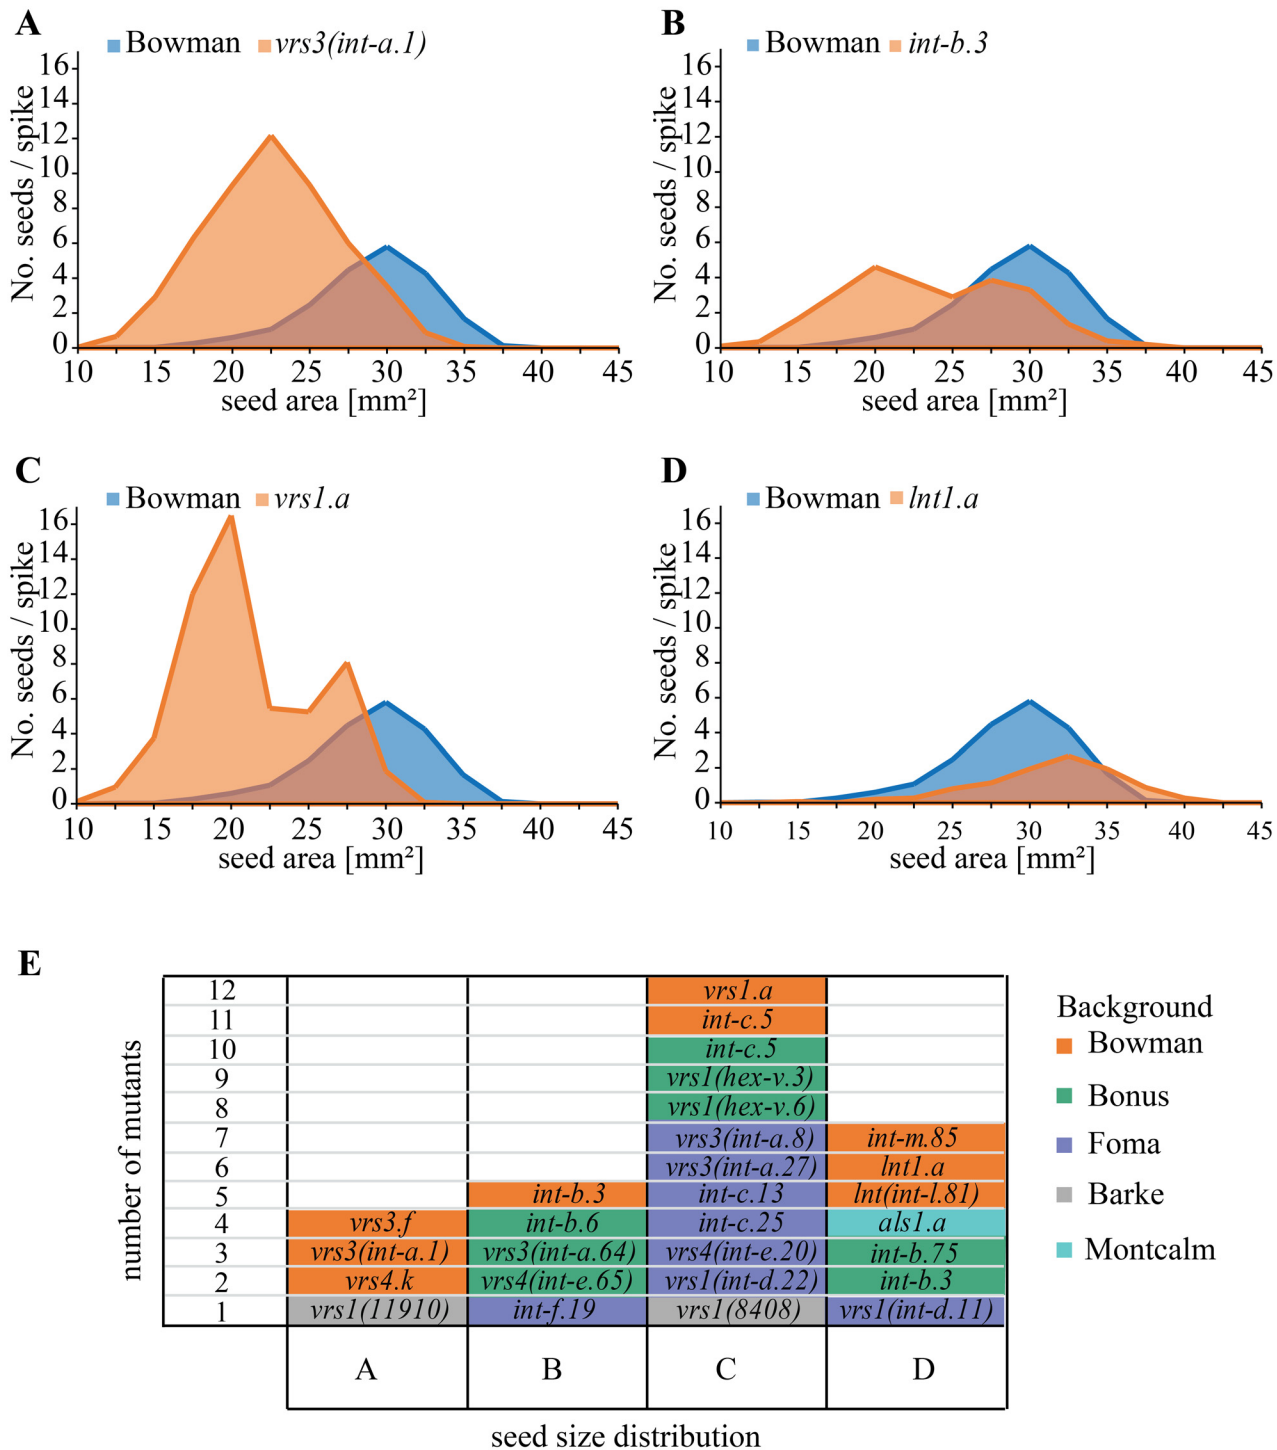 A
Bowman vrs3(int-a.1)
No. seeds / spike
16
14
12
10
8
6
4
2
0
10 15 20 25 30 35 40 45
seed area [mm²]
B
Bowman int-b.3
No. seeds / spike
16
14
12
10
8
6
4
2
0
10 15 20 25 30 35 40 45
seed area [mm²]
C
Bowman vrs1.a
No. seeds / spike
16
14
12
10
8
6
4
2
0
10 15 20 25 30 35 40 45
seed area [mm²]
D
Bowman lnt1.a
No. seeds / spike
16
14
12
10
8
6
4
2
0
10 15 20 25 30 35 40 45
seed area [mm²]
E
number of mutants
12 vrs1.a
11 int-c.5
10 int-c.5
9 vrs1(hex-v.3)
8 vrs1(hex-v.6)
7 vrs3(int-a.8) int-m.85
6 vrs3(int-a.27) lnt1.a
5 int-b.3 int-c.13 lnt(int-l.81)
4 vrs3.f int-b.6 int-c.25 als1.a
3 vrs3(int-a.1) vrs3(int-a.64) vrs4(int-e.20) int-b.75
2 vrs4.k vrs4(int-e.65) vrs1(int-d.22) int-b.3
1 vrs1(11910) int-f.19 vrs1(8408) vrs1(int-d.11)
A B C D
seed size distribution
Background
Bowman
Bonus
Foma
Barke
Montcalm